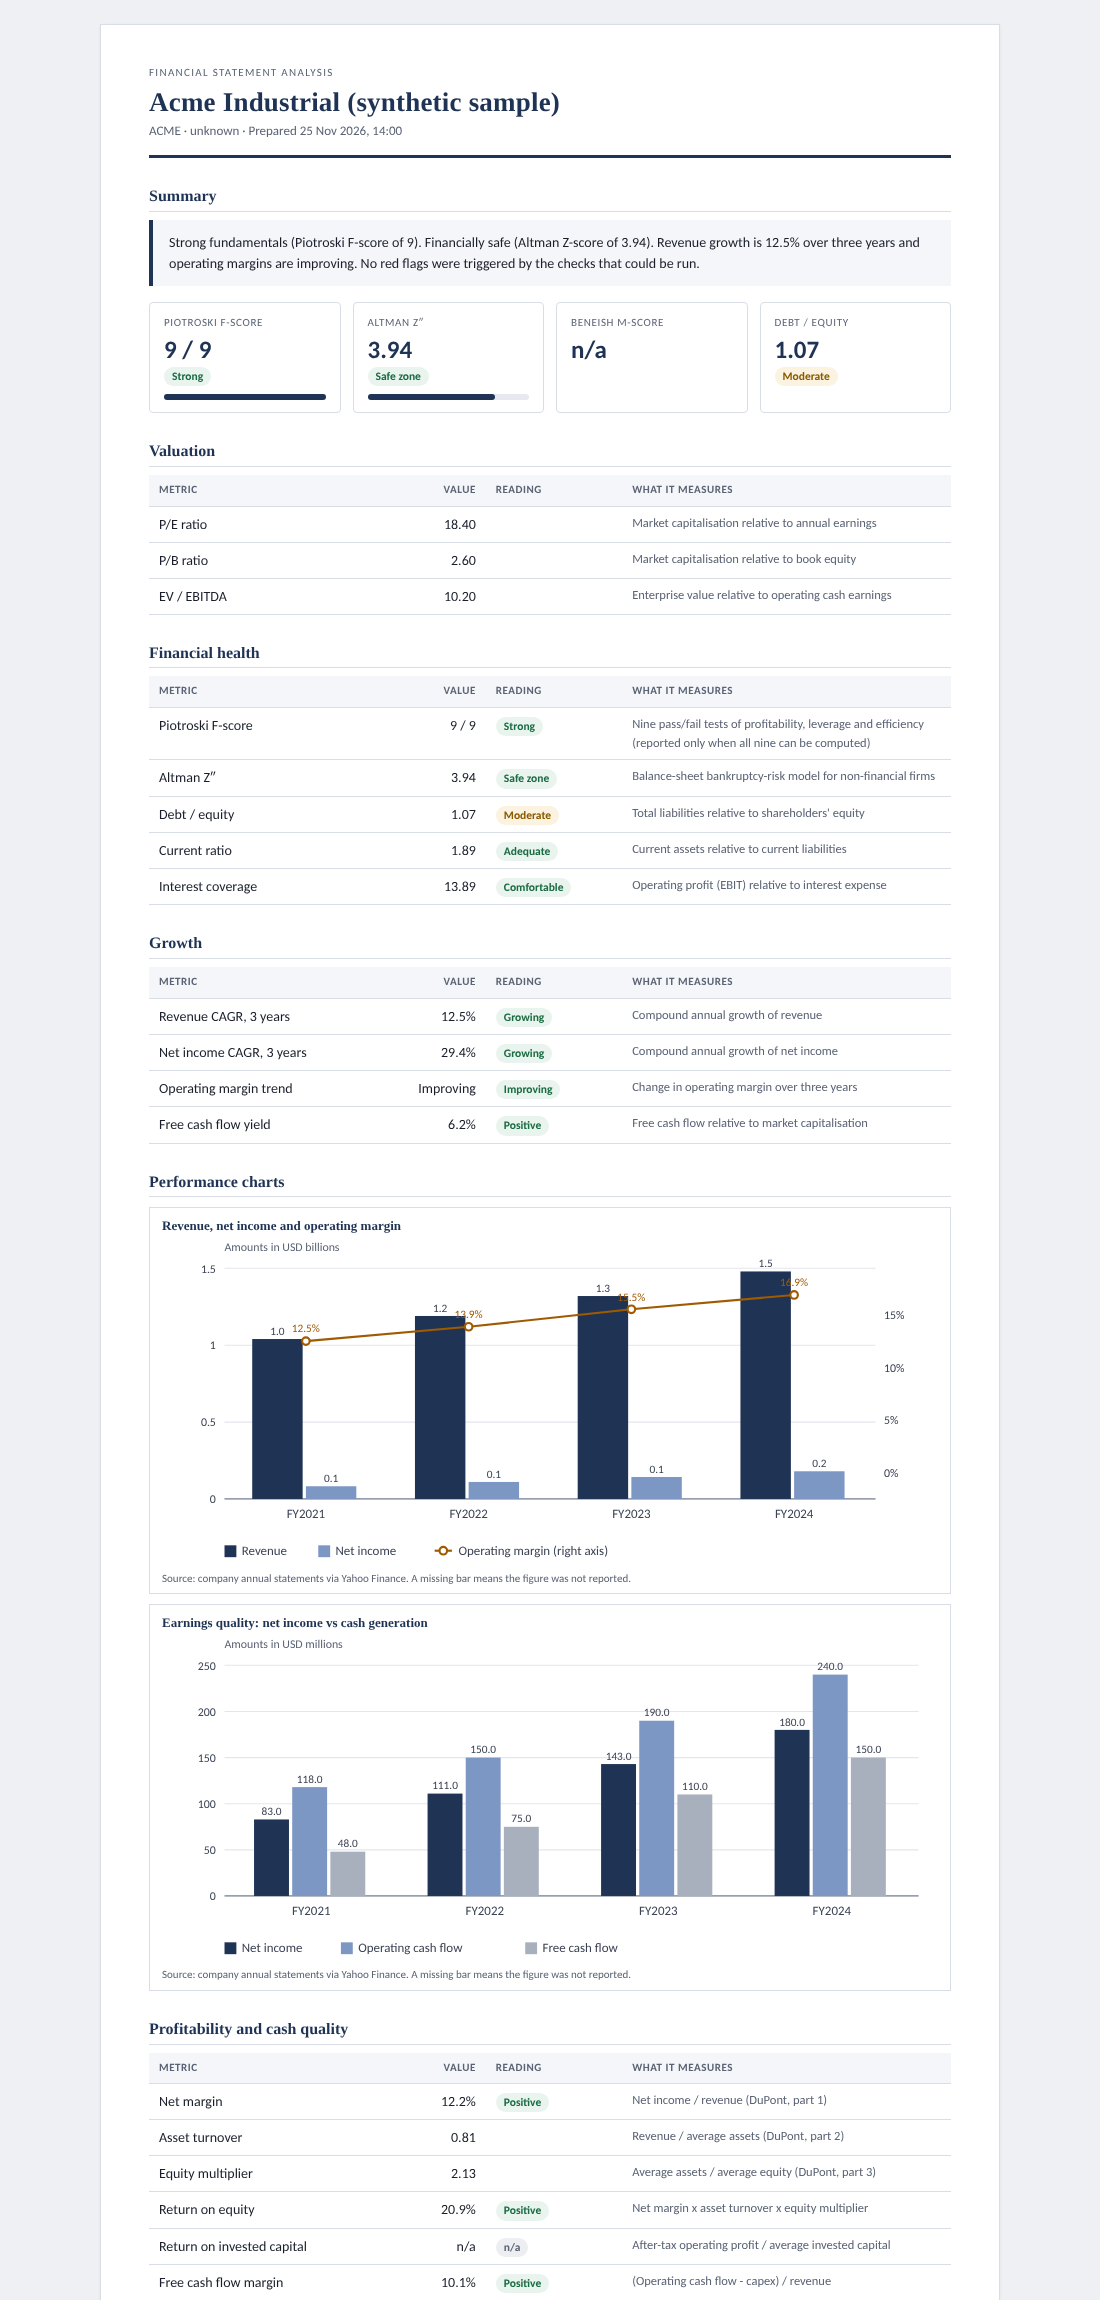 FINANCIAL STATEMENT ANALYSIS
Acme Industrial (synthetic sample)
ACME · unknown · Prepared 25 Nov 2026, 14:00
Summary
Strong fundamentals (Piotroski F-score of 9). Financially safe (Altman Z-score of 3.94). Revenue growth is 12.5% over three years and
operating margins are improving. No red flags were triggered by the checks that could be run.
PIOTROSKI F-SCORE
9 / 9
Strong
ALTMAN Z″
3.94
Safe zone
BENEISH M-SCORE
n/a
DEBT / EQUITY
1.07
Moderate
Valuation
METRIC VALUE READING WHAT IT MEASURES
P/E ratio 18.40 Market capitalisation relative to annual earnings
P/B ratio 2.60 Market capitalisation relative to book equity
EV / EBITDA 10.20 Enterprise value relative to operating cash earnings
Financial health
METRIC VALUE READING WHAT IT MEASURES
Piotroski F-score 9 / 9 Strong Nine pass/fail tests of profitability, leverage and efficiency
(reported only when all nine can be computed)
Altman Z″ 3.94 Safe zone Balance-sheet bankruptcy-risk model for non-financial firms
Debt / equity 1.07 Moderate Total liabilities relative to shareholders' equity
Current ratio 1.89 Adequate Current assets relative to current liabilities
Interest coverage 13.89 Comfortable Operating profit (EBIT) relative to interest expense
Growth
METRIC VALUE READING WHAT IT MEASURES
Revenue CAGR, 3 years 12.5% Growing Compound annual growth of revenue
Net income CAGR, 3 years 29.4% Growing Compound annual growth of net income
Operating margin trend Improving Improving Change in operating margin over three years
Free cash flow yield 6.2% Positive Free cash flow relative to market capitalisation
Performance charts
Revenue, net income and operating margin
Amounts in USD billions
1.5
1
0.5
0
1.0 12.5%
0.1
1.2 13.9%
0.1
1.3 15.5%
0.1
1.5
16.9%
0.2
15%
10%
5%
0%
FY2021 FY2022 FY2023 FY2024
Revenue Net income Operating margin (right axis)
Source: company annual statements via Yahoo Finance. A missing bar means the figure was not reported.
Earnings quality: net income vs cash generation
Amounts in USD millions
250
200
150
100
50
0
83.0 118.0 48.0
111.0 150.0 75.0
143.0 190.0 110.0
180.0 240.0 150.0
FY2021 FY2022 FY2023 FY2024
Net income Operating cash flow Free cash flow
Source: company annual statements via Yahoo Finance. A missing bar means the figure was not reported.
Profitability and cash quality
METRIC VALUE READING WHAT IT MEASURES
Net margin 12.2% Positive Net income / revenue (DuPont, part 1)
Asset turnover 0.81 Revenue / average assets (DuPont, part 2)
Equity multiplier 2.13 Average assets / average equity (DuPont, part 3)
Return on equity 20.9% Positive Net margin x asset turnover x equity multiplier
Return on invested capital n/a n/a After-tax operating profit / average invested capital
Free cash flow margin 10.1% Positive (Operating cash flow - capex) / revenue